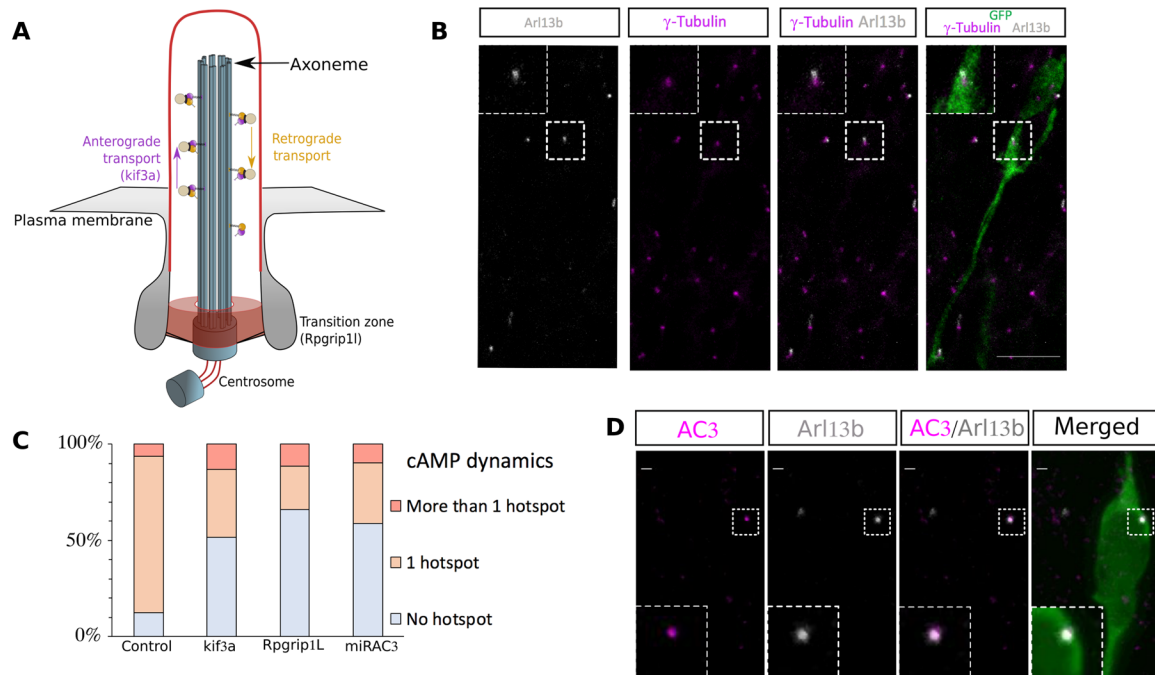 A
Axoneme
Anterograde
transport
(kif3a)
Retrograde
transport
Plasma membrane
Transition zone
(Rpgrip1l)
Centrosome
B
Arl13b
γ-Tubulin
γ-Tubulin Arl13b
GFP
γ-Tubulin Arl13b
C
100%
50%
0%
cAMP dynamics
More than 1 hotspot
1 hotspot
No hotspot
Control
kif3a
Rpgrip1L
miRAC3
D
AC3
Arl13b
AC3/Arl13b
Merged